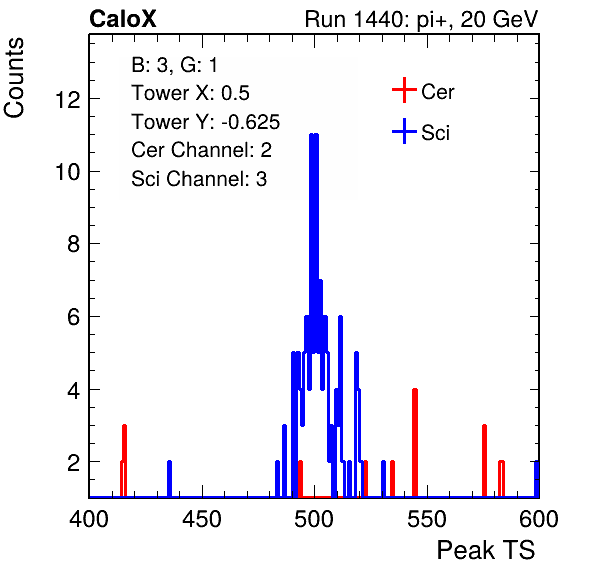 CaloX Run 1440: pi+, 20 GeV
Counts
B: 3, G: 1
Tower X: 0.5
Tower Y: -0.625
Cer Channel: 2
Sci Channel: 3
Cer
Sci
12
10
8
6
4
2
400 450 500 550 600
Peak TS